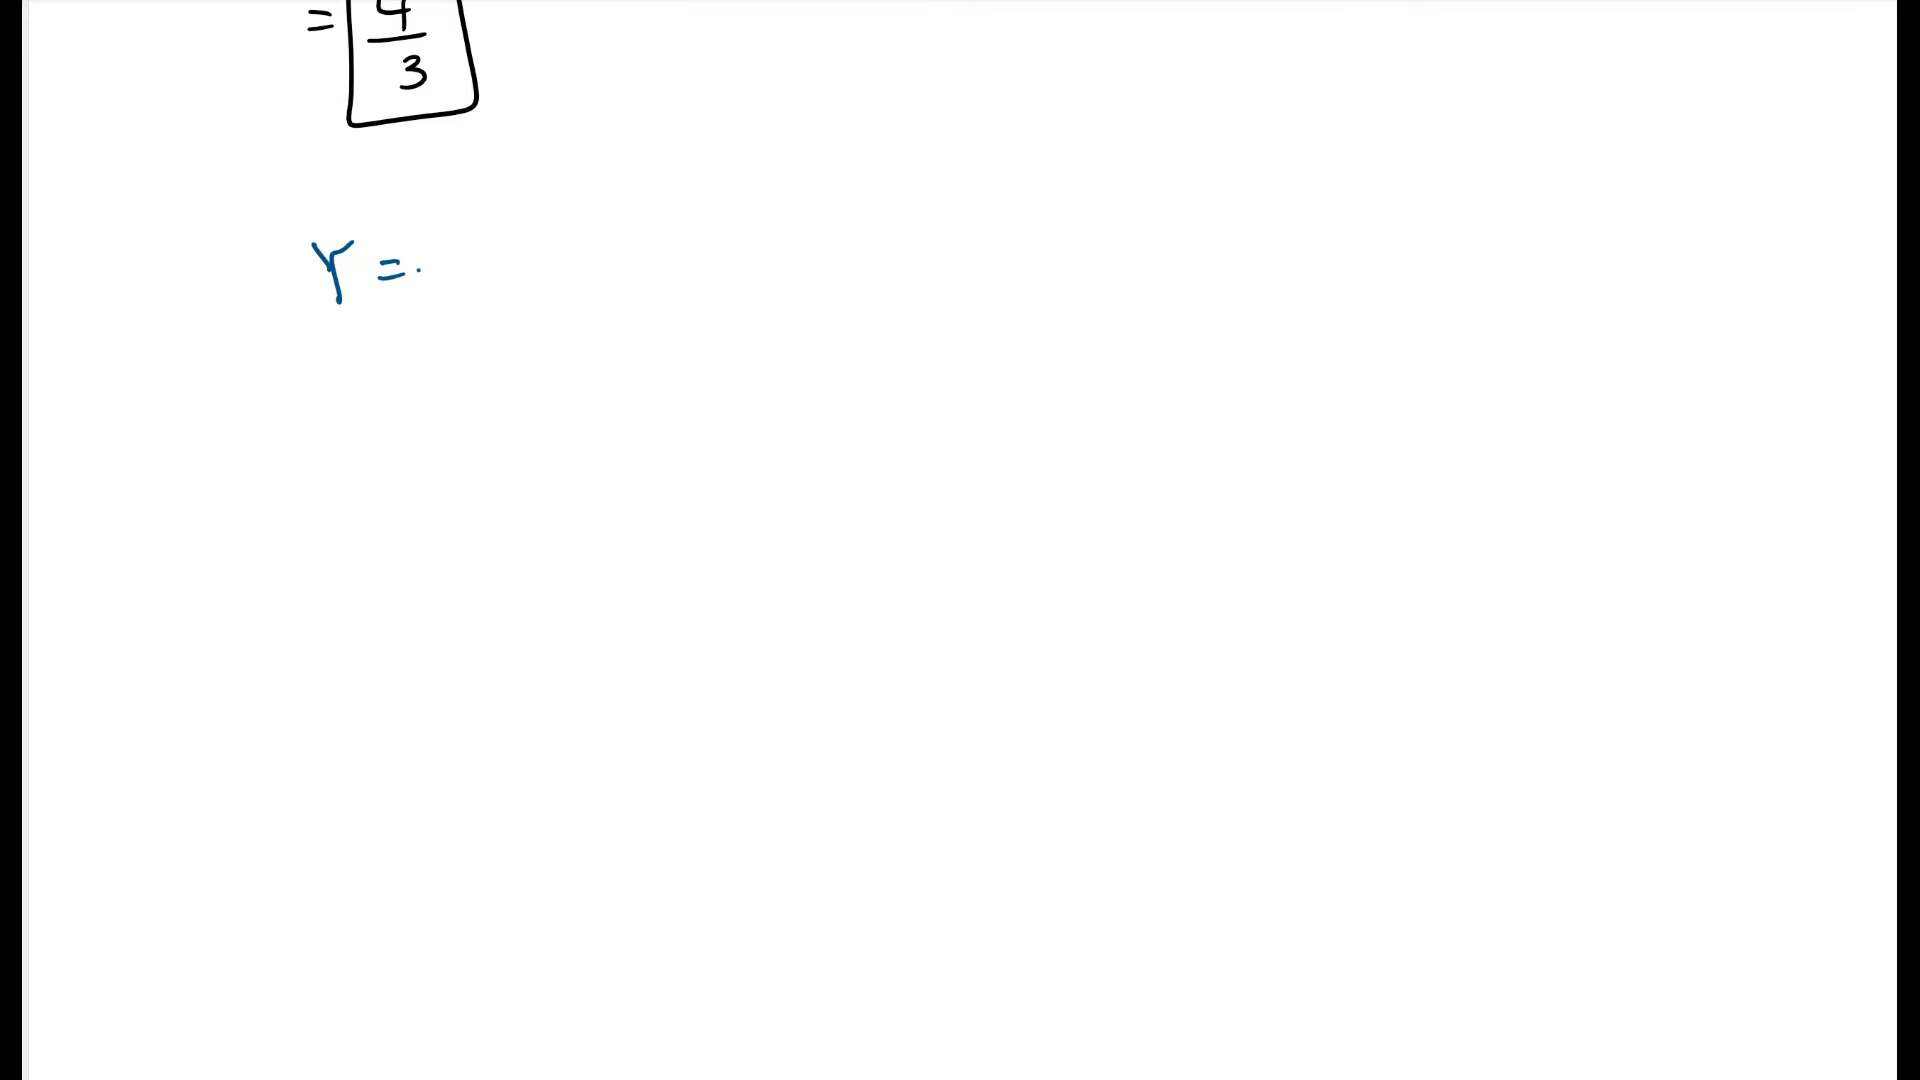 = 4/3
r =